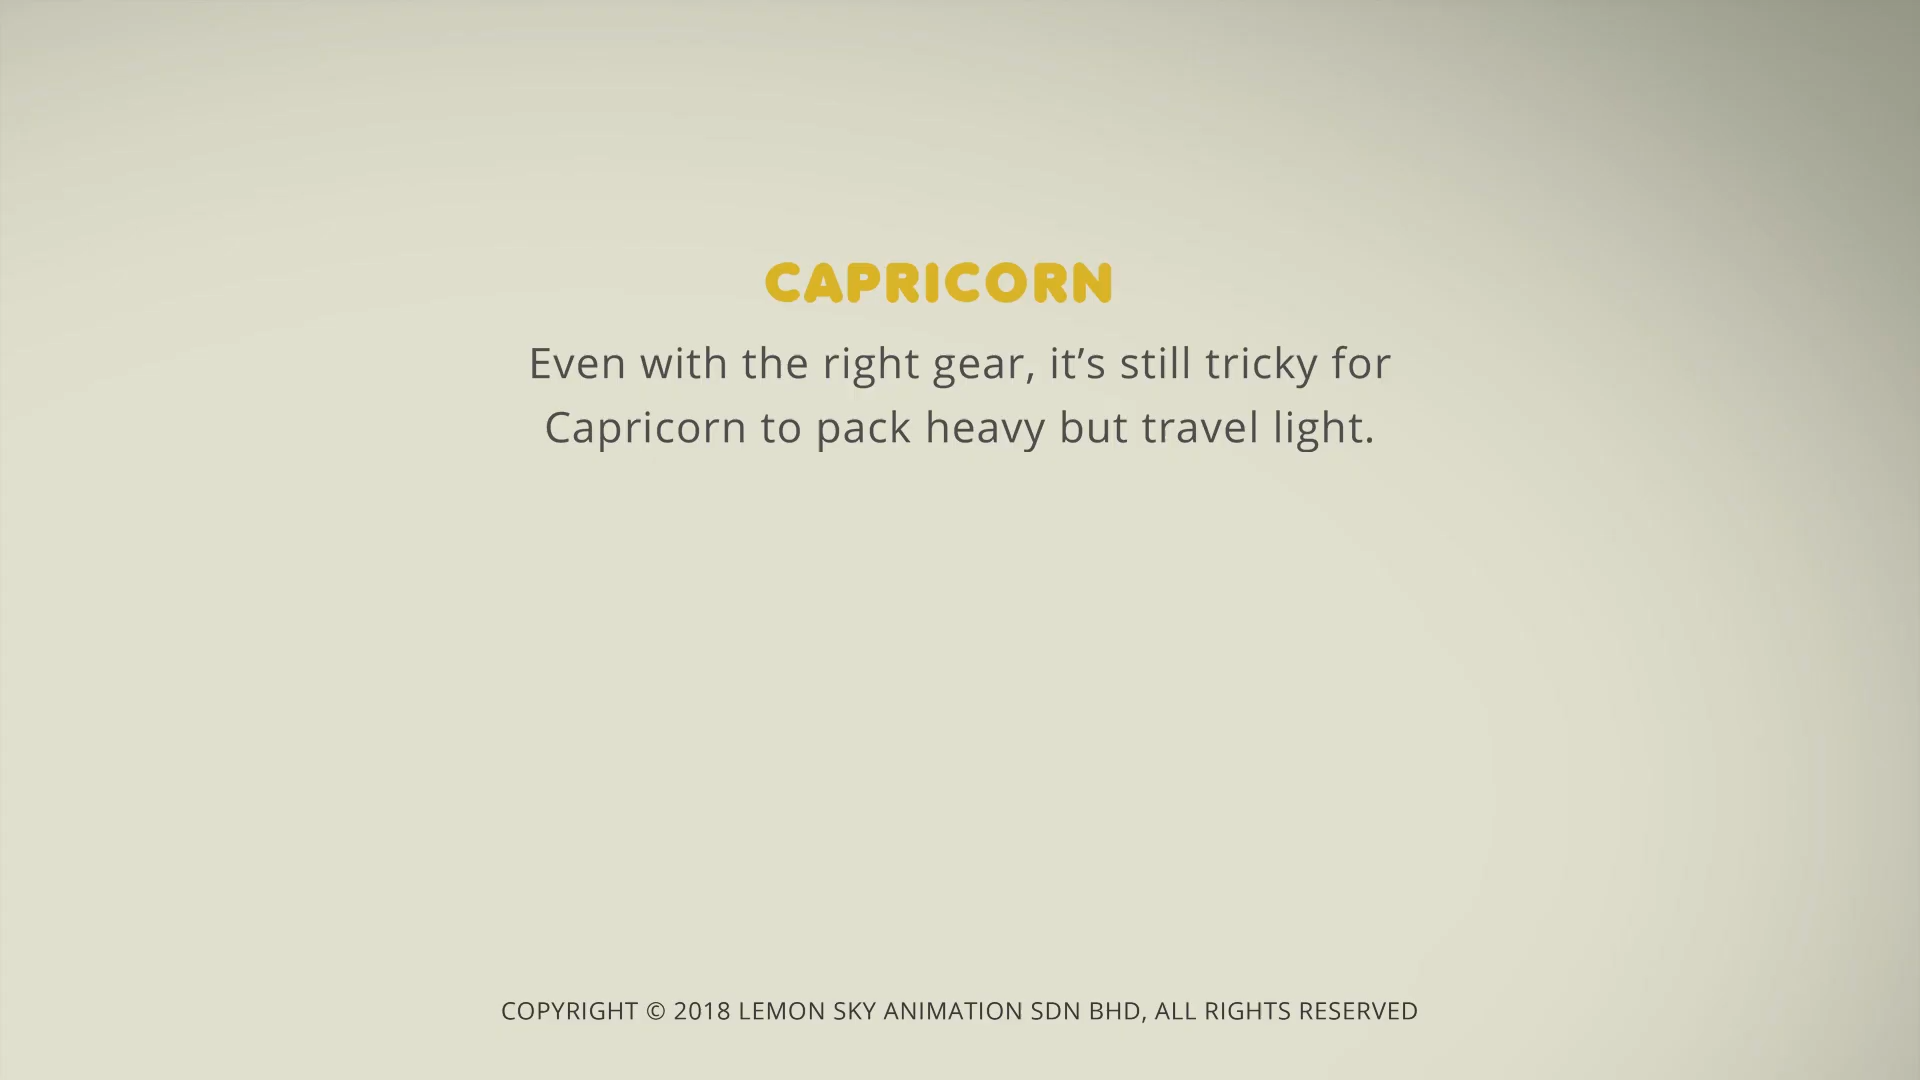 CAPRICORN
Even with the right gear, it’s still tricky for
Capricorn to pack heavy but travel light.
COPYRIGHT © 2018 LEMON SKY ANIMATION SDN BHD, ALL RIGHTS RESERVED